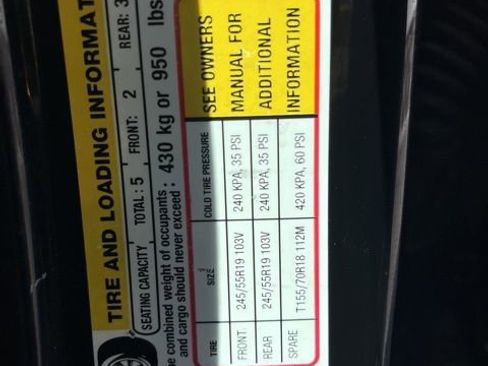 TIRE AND LOADING INFORMAT
SEATING CAPACITY TOTAL: 5 FRONT: 2 REAR: 3
e combined weight of occupants
and cargo should never exceed : 430 kg or 950 lbs
TIRE SIZE COLD TIRE PRESSURE SEE OWNERS
FRONT 245/55R19 103V 240 KPA, 35 PSI MANUAL FOR
REAR 245/55R19 103V 240 KPA, 35 PSI ADDITIONAL
SPARE T155/70R18 112M 420 KPA, 60 PSI INFORMATION